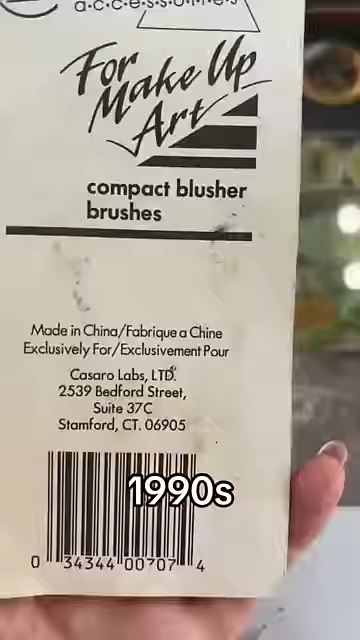 a·c·c·e·s·s·o·r·i·e·s
For
Make Up
Art
compact blusher
brushes
Made in China/Fabrique a Chine
Exclusively For/Exclusivement Pour
Casaro Labs, LTD.
2539 Bedford Street,
Suite 37C
Stamford, CT. 06905
1990s
0 34344 00707 4